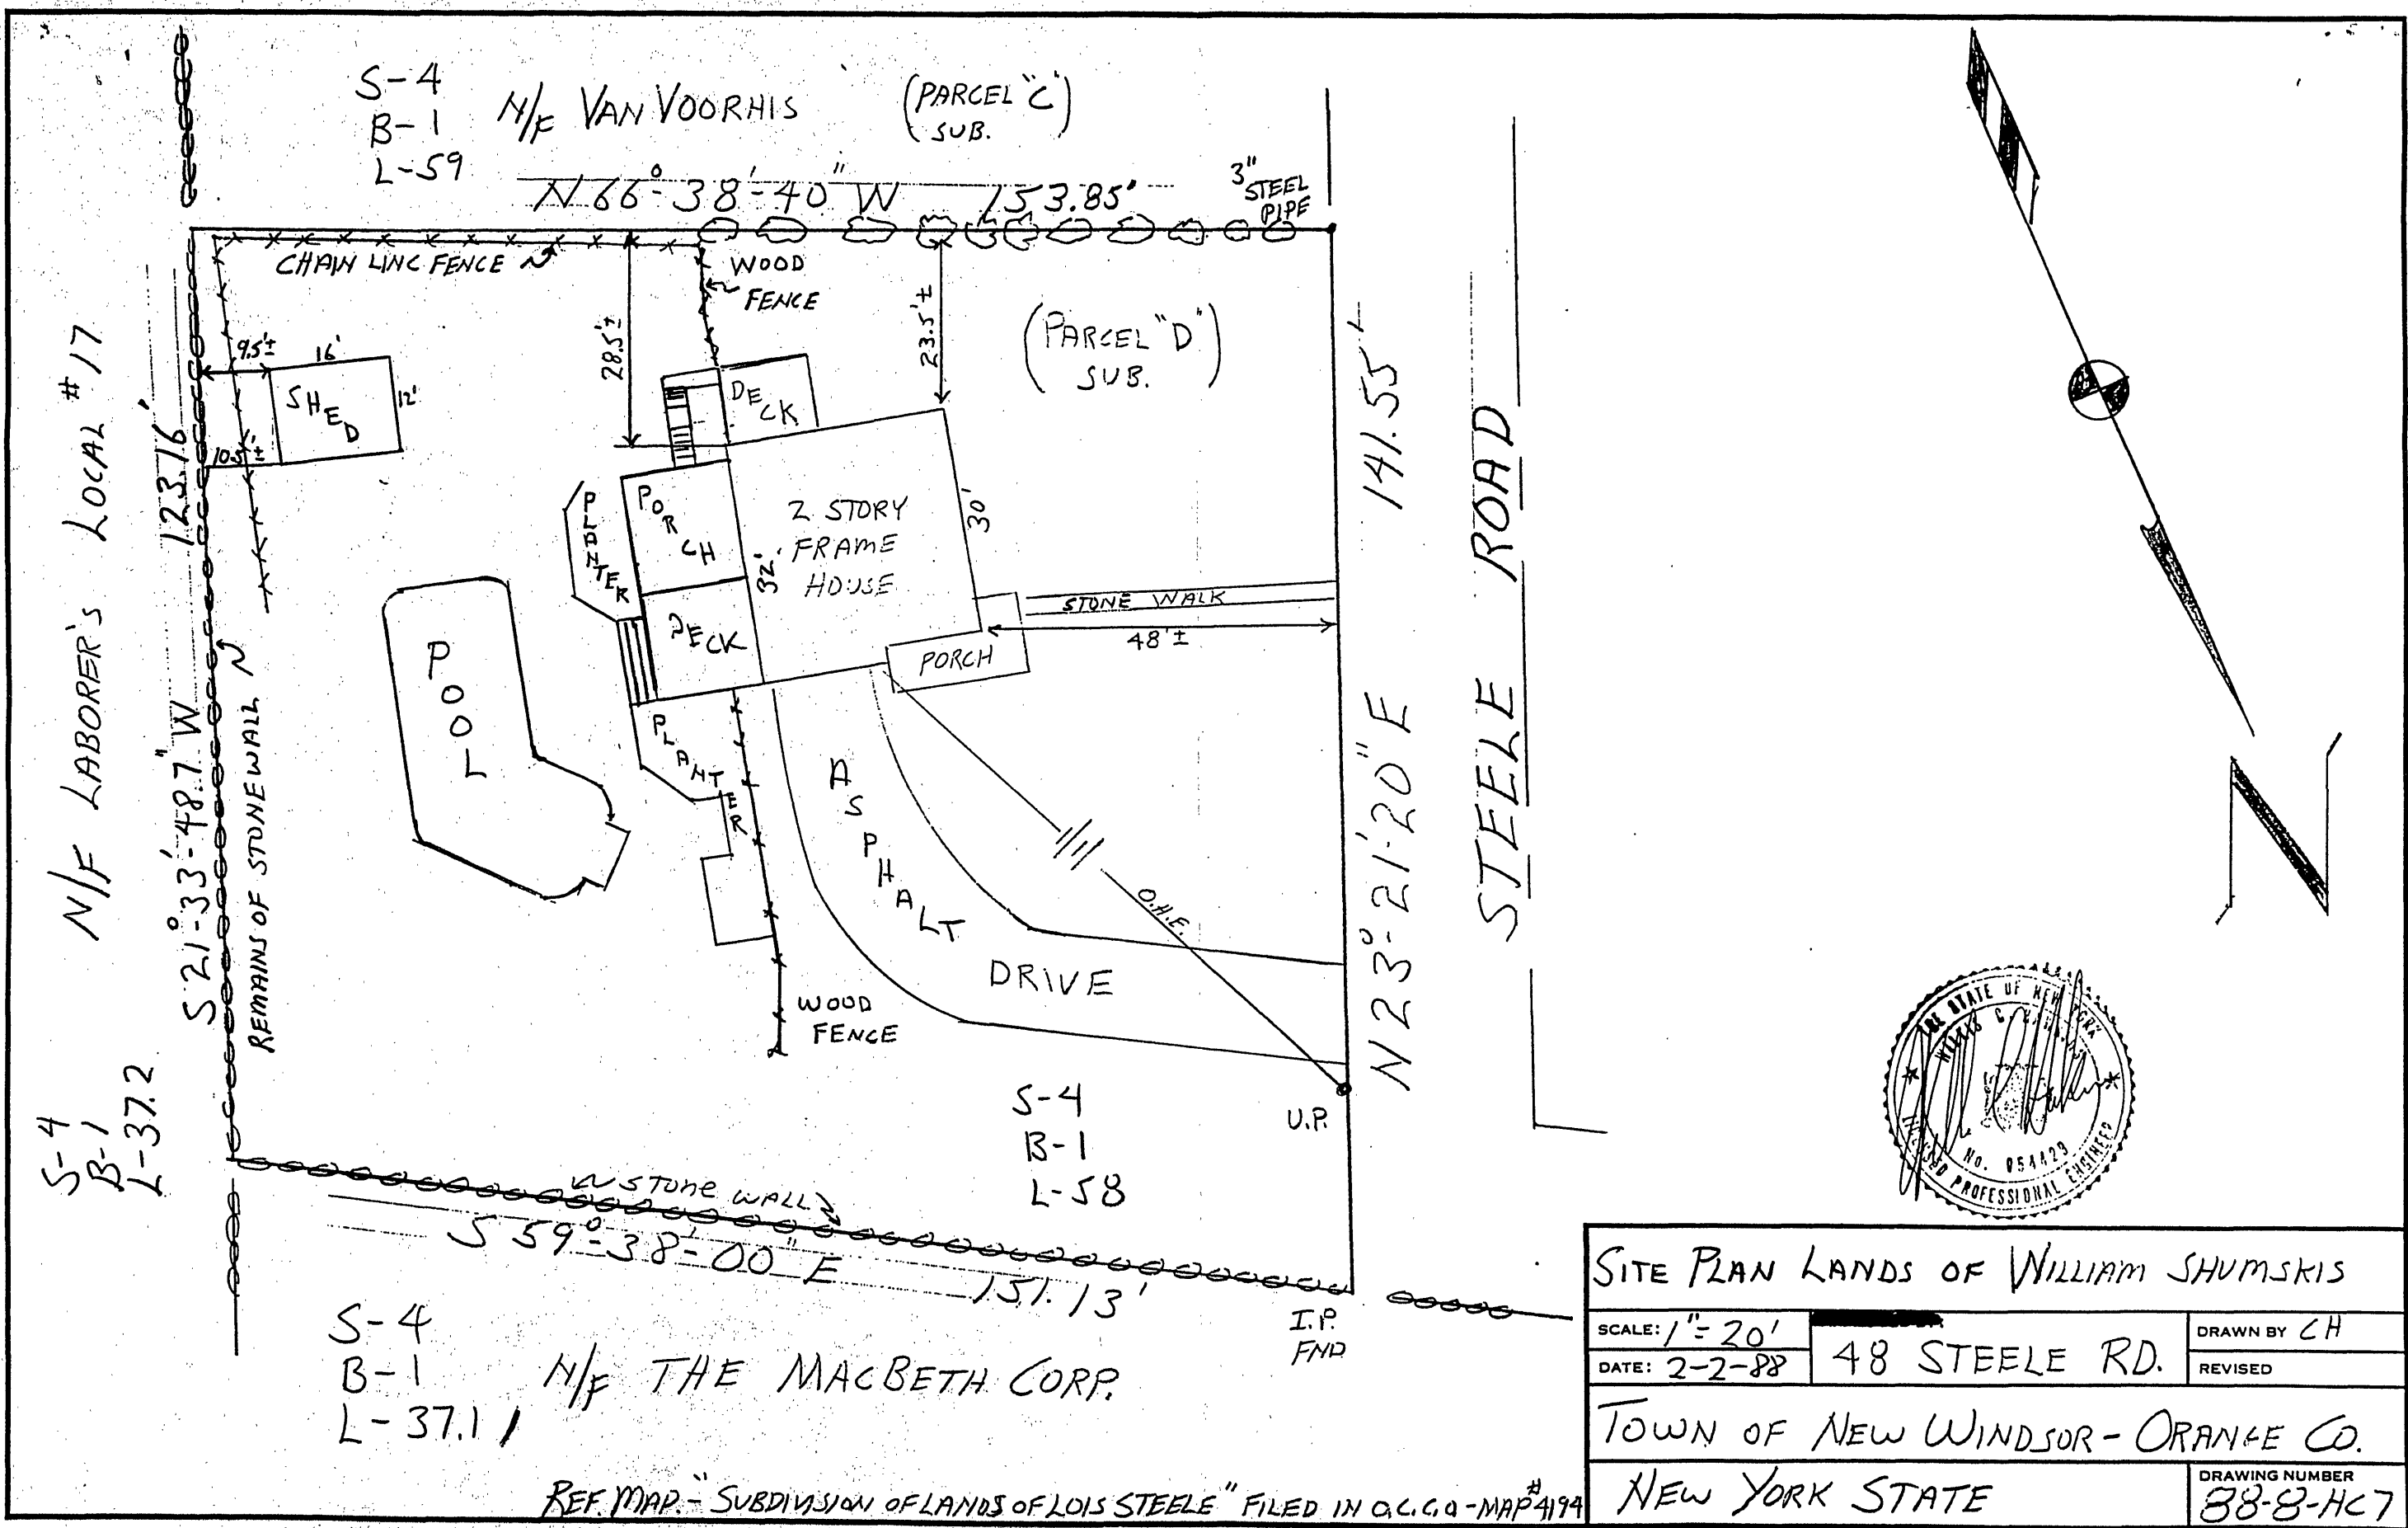 S-4
B-1
L-59
N/F VAN VOORHIS
(PARCEL "C")
SUB.
N 66°-38'-40" W 153.85'
3"
STEEL
PIPE
CHAIN LINC FENCE
WOOD
FENCE
28.5'±
23.5'±
(PARCEL "D")
SUB.
9.5'±
16'
SHED
12'
10.5'±
DECK
PORCH
PLANTER
2 STORY
FRAME
HOUSE
32'
30'
DECK
PORCH
STONE WALK
48'±
POOL
PLANTER
ASPHALT
DRIVE
O.H.E.
WOOD
FENCE
U.P.
N/F LABORER'S LOCAL #17
S 21°-33'-48.7" W 123.16'
REMAINS OF STONEWALL
S-4
B-1
L-37.2
N 23°-21'-20" E 141.55'
STEELE ROAD
S-4
B-1
L-58
STONE WALL
S 59°-38'-00" E 151.13'
I.P.
FND
S-4
B-1
L-37.1
N/F THE MACBETH CORP.
REF. MAP.- "SUBDIVISION OF LANDS OF LOIS STEELE" FILED IN O.C.C.O - MAP #4194
N
STATE OF NEW YORK
NO. 054423
PROFESSIONAL ENGINEER
SITE PLAN LANDS OF WILLIAM SHUMSKIS
SCALE: 1"=20'
DATE: 2-2-88
48 STEELE RD.
DRAWN BY CH
REVISED
TOWN OF NEW WINDSOR - ORANGE CO.
NEW YORK STATE
DRAWING NUMBER
88-8-HC7